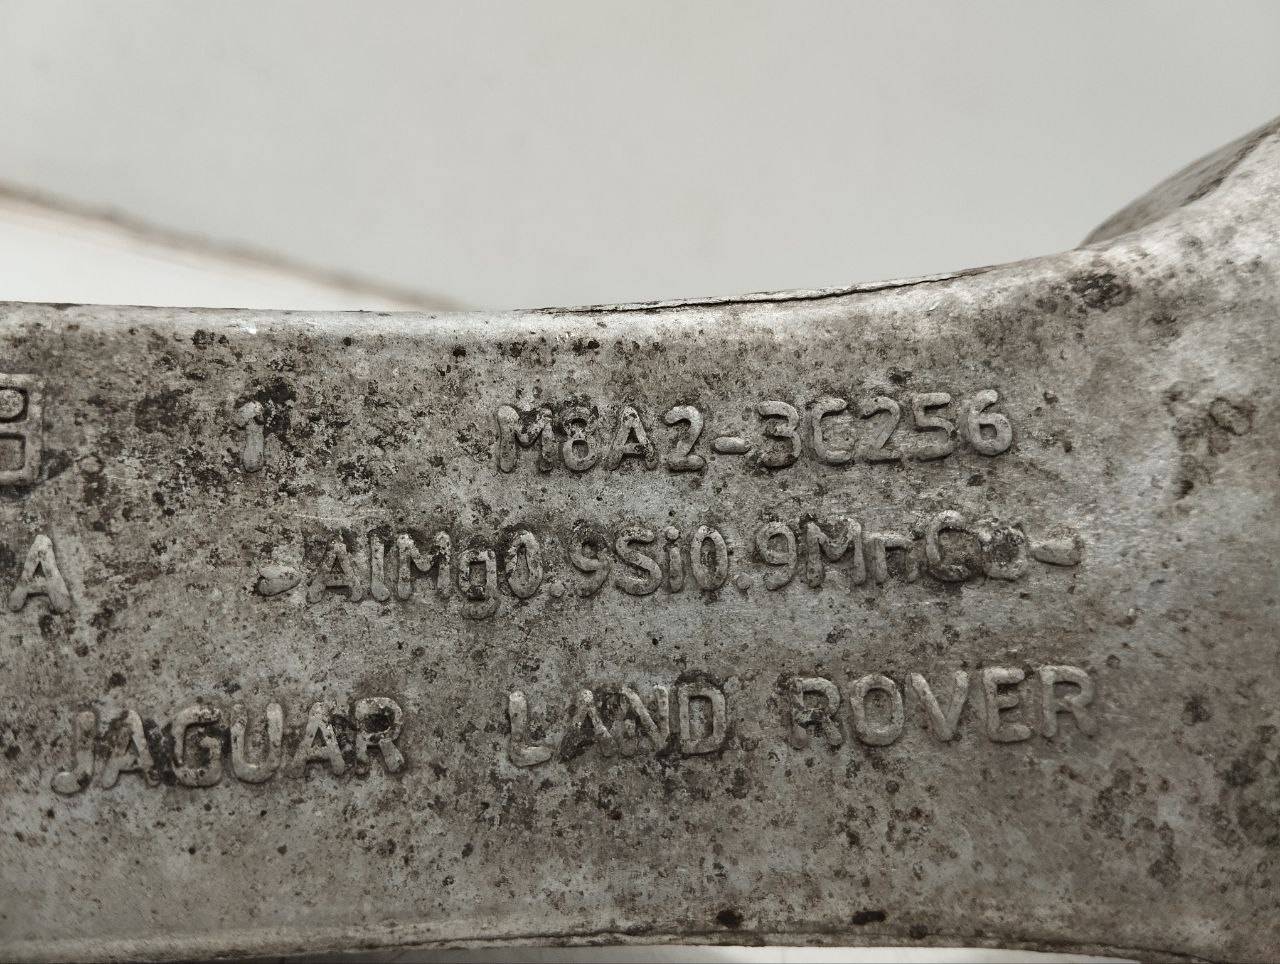 1 M8A2-3C256
A -AlMg0.9Si0.9MnCu-
JAGUAR LAND ROVER